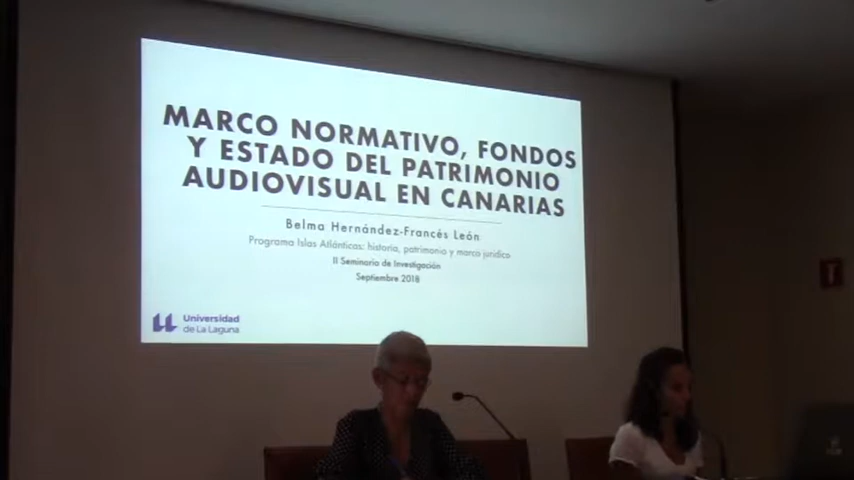 MARCO NORMATIVO, FONDOS
Y ESTADO DEL PATRIMONIO
AUDIOVISUAL EN CANARIAS
Belma Hernández-Francés León
Programa Islas Atlánticas: historia, patrimonio y marco jurídico
II Seminario de Investigación
Septiembre 2018
Universidad
de La Laguna